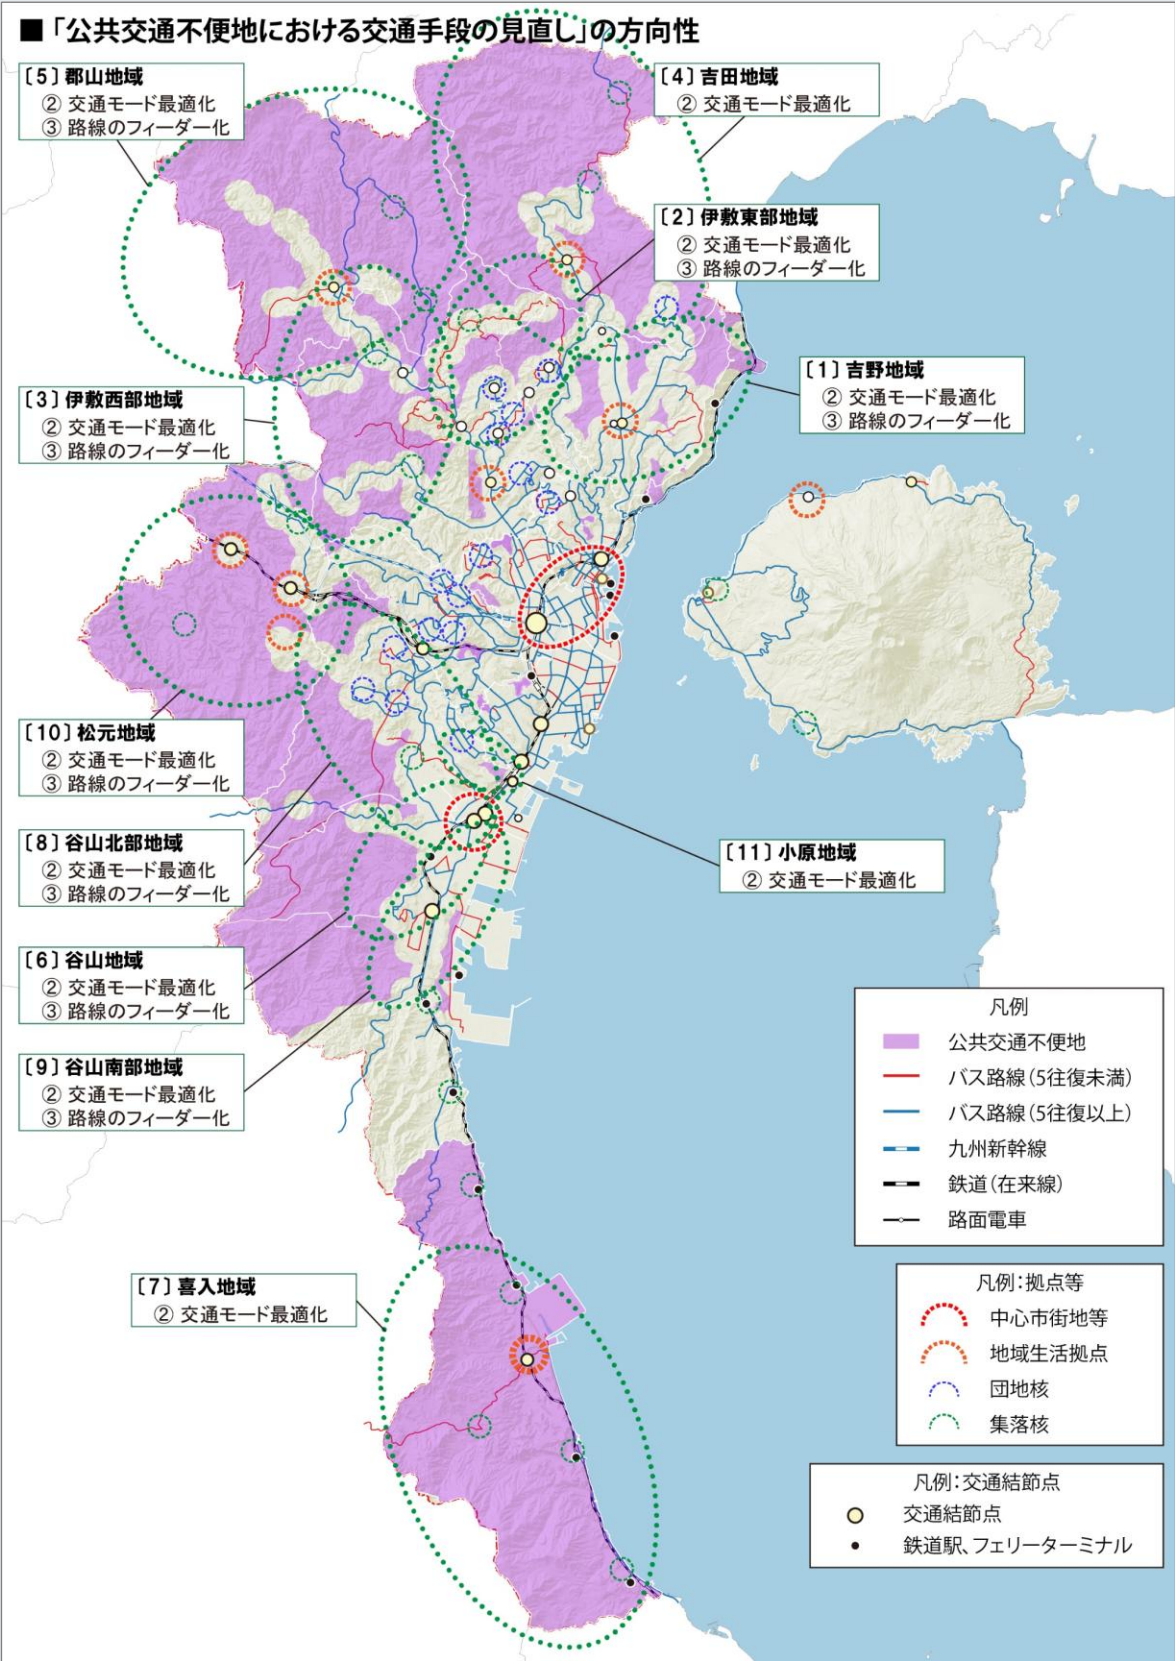 ■「公共交通不便地における交通手段の見直し」の方向性
〔5〕郡山地域
② 交通モード最適化
③ 路線のフィーダー化
〔4〕吉田地域
② 交通モード最適化
〔2〕伊敷東部地域
② 交通モード最適化
③ 路線のフィーダー化
〔1〕吉野地域
② 交通モード最適化
③ 路線のフィーダー化
〔3〕伊敷西部地域
② 交通モード最適化
③ 路線のフィーダー化
〔10〕松元地域
② 交通モード最適化
③ 路線のフィーダー化
〔8〕谷山北部地域
② 交通モード最適化
③ 路線のフィーダー化
〔11〕小原地域
② 交通モード最適化
〔6〕谷山地域
② 交通モード最適化
③ 路線のフィーダー化
〔9〕谷山南部地域
② 交通モード最適化
③ 路線のフィーダー化
〔7〕喜入地域
② 交通モード最適化
凡例
公共交通不便地
バス路線(5往復未満)
バス路線(5往復以上)
九州新幹線
鉄道(在来線)
路面電車
凡例:拠点等
中心市街地等
地域生活拠点
団地核
集落核
凡例:交通結節点
交通結節点
鉄道駅、フェリーターミナル